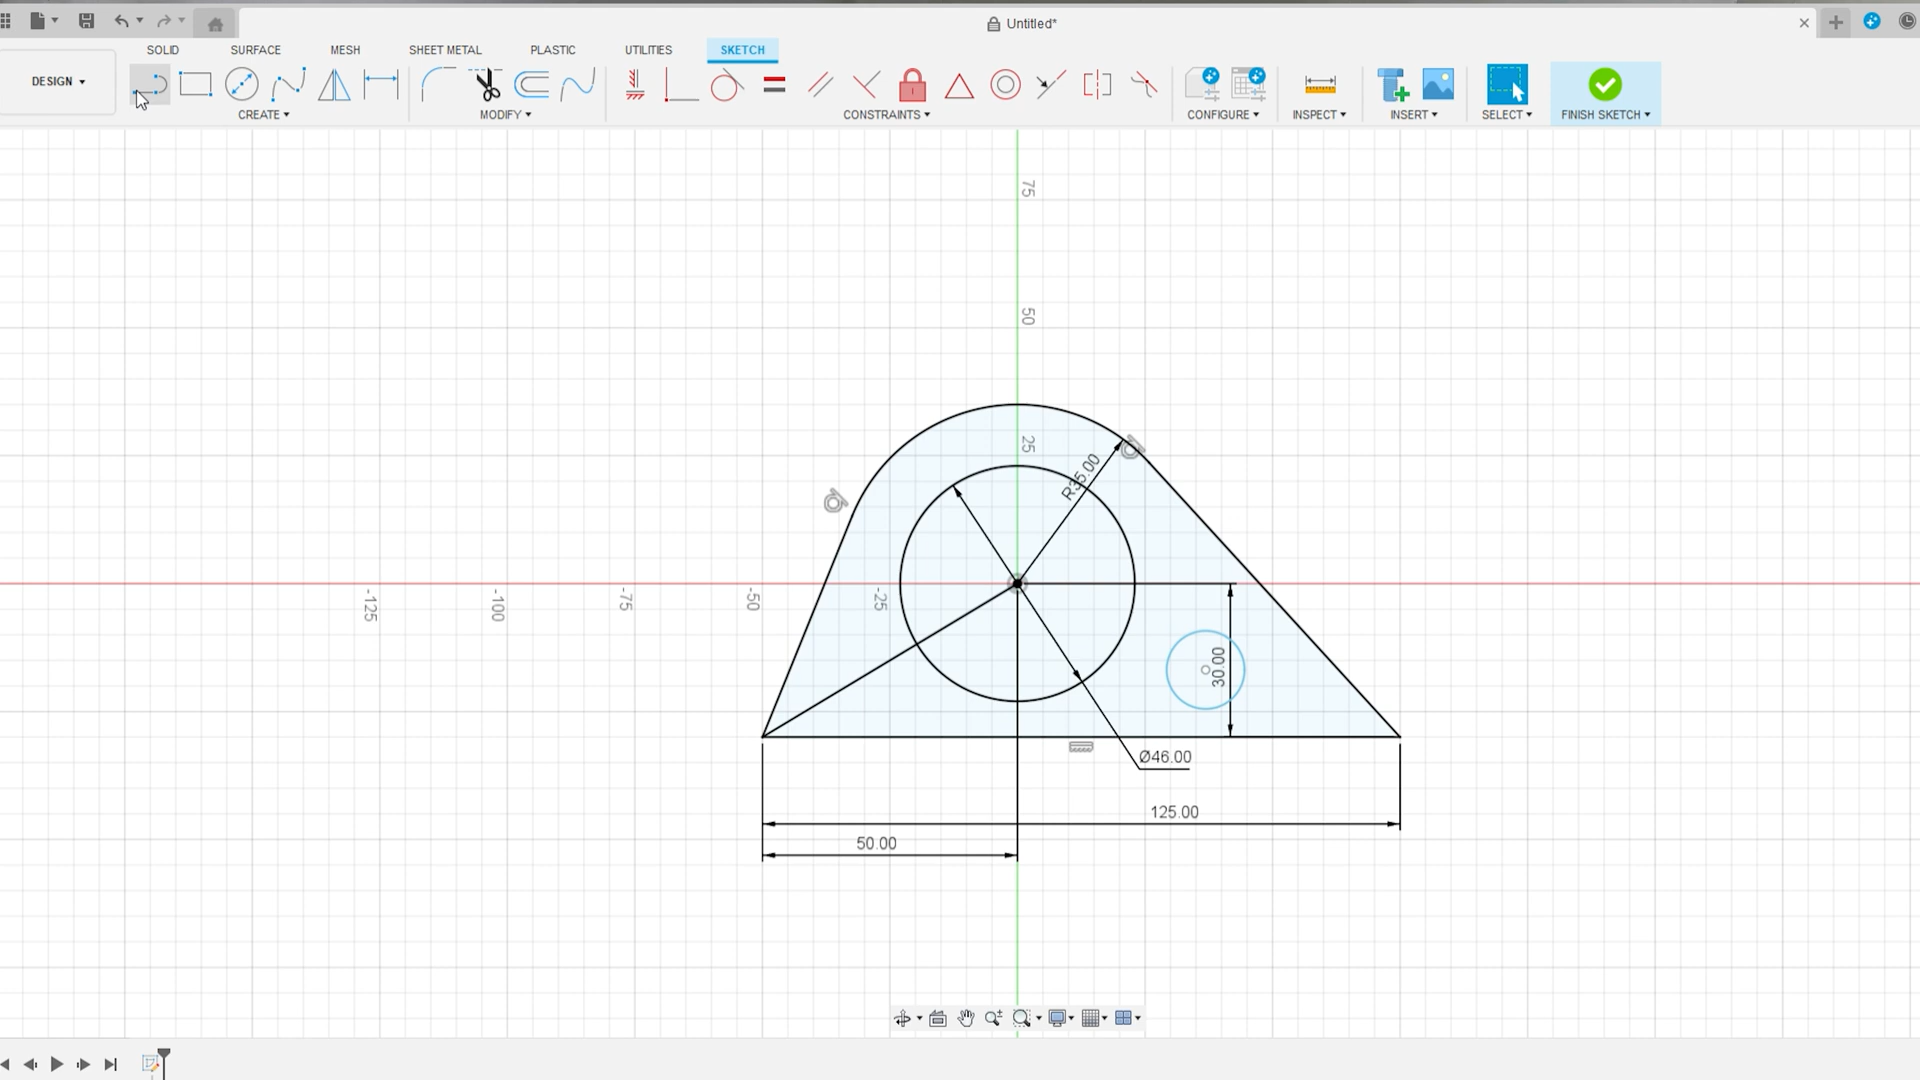 Untitled*
SOLID SURFACE MESH SHEET METAL PLASTIC UTILITIES SKETCH
DESIGN
CREATE MODIFY CONSTRAINTS CONFIGURE INSPECT INSERT SELECT FINISH SKETCH
75
50
25
R35.00
-125 -100 -75 -50 -25
30.00
Ø46.00
125.00
50.00